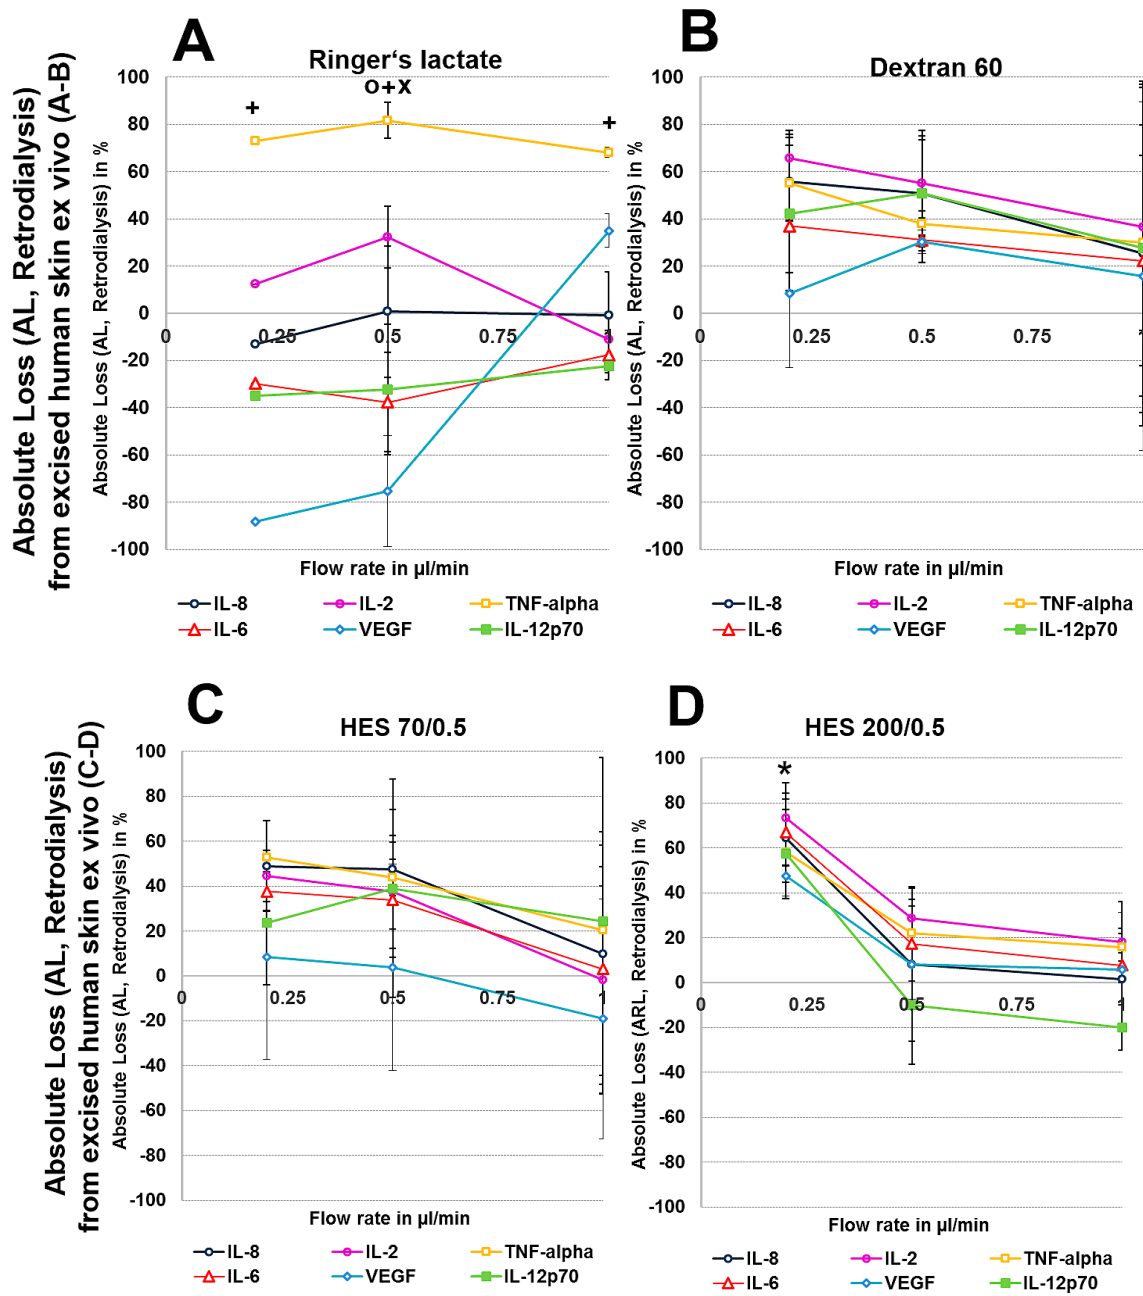 A
B
Ringer‘s lactate
Dextran 60
Absolute Loss (AL, Retrodialysis)
from excised human skin ex vivo (A-B)
Absolute Loss (AL, Retrodialysis) in %
100
80
60
40
20
0
-20
-40
-60
-80
-100
o+x
+
+
0
0.25
0.5
0.75
1
Flow rate in µl/min
IL-8
IL-2
TNF-alpha
IL-6
VEGF
IL-12p70
Absolute Loss (AL, Retrodialysis) in %
100
80
60
40
20
0
-20
-40
-60
-80
-100
0
0.25
0.5
0.75
Flow rate in µl/min
IL-8
IL-2
TNF-alpha
IL-6
VEGF
IL-12p70
C
D
HES 70/0.5
HES 200/0.5
Absolute Loss (AL, Retrodialysis)
from excised human skin ex vivo (C-D)
Absolute Loss (AL, Retrodialysis) in %
100
80
60
40
20
0
-20
-40
-60
-80
-100
0
0.25
0.5
0.75
1
Flow rate in µl/min
IL-8
IL-2
TNF-alpha
IL-6
VEGF
IL-12p70
Absolute Loss (ARL, Retrodialysis) in %
100
80
60
40
20
0
-20
-40
-60
-80
-100
*
0
0.25
0.5
0.75
1
Flow rate in µl/min
IL-8
IL-2
TNF-alpha
IL-6
VEGF
IL-12p70